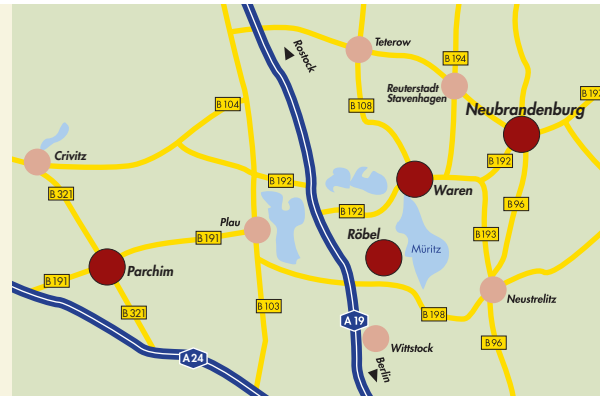 Teterow
Rostock
B 194
Reuterstadt
Stavenhagen
B 192
B 104
B 108
Neubrandenburg
Crivitz
B 192
B 192
B 321
Waren
B 192
B 96
Plau
Röbel
B 191
B 193
Müritz
Parchim
B 191
Neustrelitz
B 103
B 321
B 198
A 19
B 96
Wittstock
A 24
Berlin